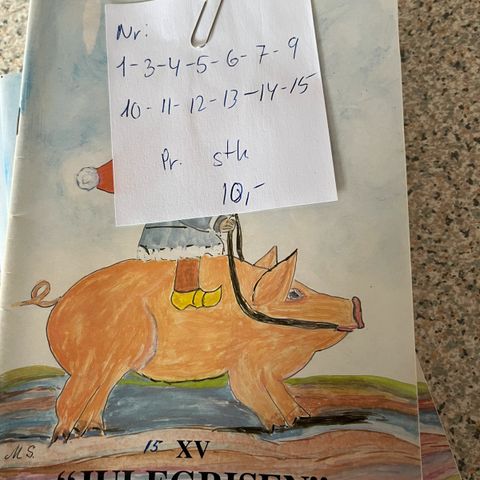 Nr:
1-3-4-5-6-7-9
10-11-12-13-14-15
Pr. stk
10,-
M.S.
15 XV
"JULEGRISEN"